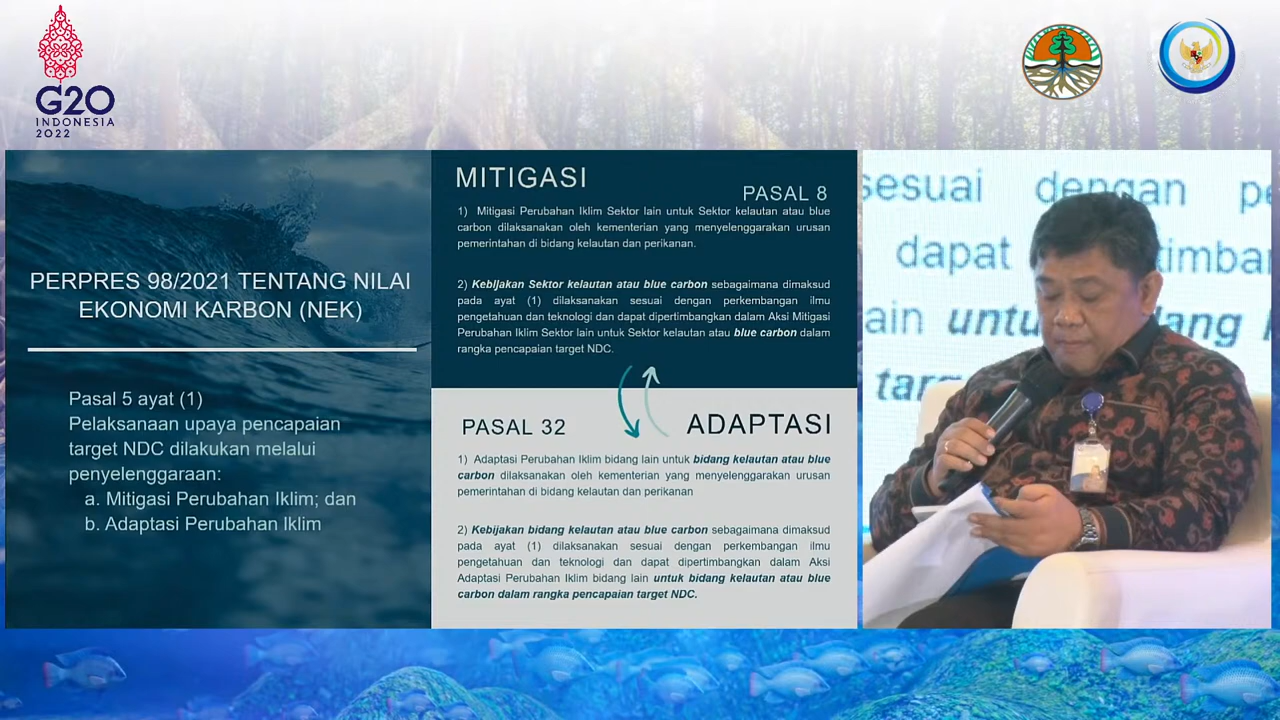 G20
INDONESIA
2022
PERPRES 98/2021 TENTANG NILAI
EKONOMI KARBON (NEK)
Pasal 5 ayat (1)
Pelaksanaan upaya pencapaian
target NDC dilakukan melalui
penyelenggaraan:
a. Mitigasi Perubahan Iklim; dan
b. Adaptasi Perubahan Iklim
MITIGASI
PASAL 8
1) Mitigasi Perubahan Iklim Sektor lain untuk Sektor kelautan atau blue
carbon dilaksanakan oleh kementerian yang menyelenggarakan urusan
pemerintahan di bidang kelautan dan perikanan.
2) Kebijakan Sektor kelautan atau blue carbon sebagaimana dimaksud
pada ayat (1) dilaksanakan sesuai dengan perkembangan ilmu
pengetahuan dan teknologi dan dapat dipertimbangkan dalam Aksi Mitigasi
Perubahan Iklim Sektor lain untuk Sektor kelautan atau blue carbon dalam
rangka pencapaian target NDC.
PASAL 32
ADAPTASI
1) Adaptasi Perubahan Iklim bidang lain untuk bidang kelautan atau blue
carbon dilaksanakan oleh kementerian yang menyelenggarakan urusan
pemerintahan di bidang kelautan dan perikanan
2) Kebijakan bidang kelautan atau blue carbon sebagaimana dimaksud
pada ayat (1) dilaksanakan sesuai dengan perkembangan ilmu
pengetahuan dan teknologi dan dapat dipertimbangkan dalam Aksi
Adaptasi Perubahan Iklim bidang lain untuk bidang kelautan atau blue
carbon dalam rangka pencapaian target NDC.
sesuai dengan pe
dapat timban
ain untu dang k
targ